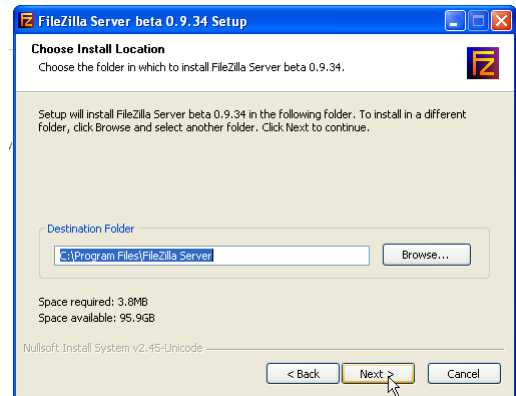 FileZilla Server beta 0.9.34 Setup
Choose Install Location
Choose the folder in which to install FileZilla Server beta 0.9.34.
Setup will install FileZilla Server beta 0.9.34 in the following folder. To install in a different
folder, click Browse and select another folder. Click Next to continue.
Destination Folder
C:\Program Files\FileZilla Server
Browse...
Space required: 3.8MB
Space available: 95.9GB
Nullsoft Install System v2.45-Unicode
< Back Next > Cancel